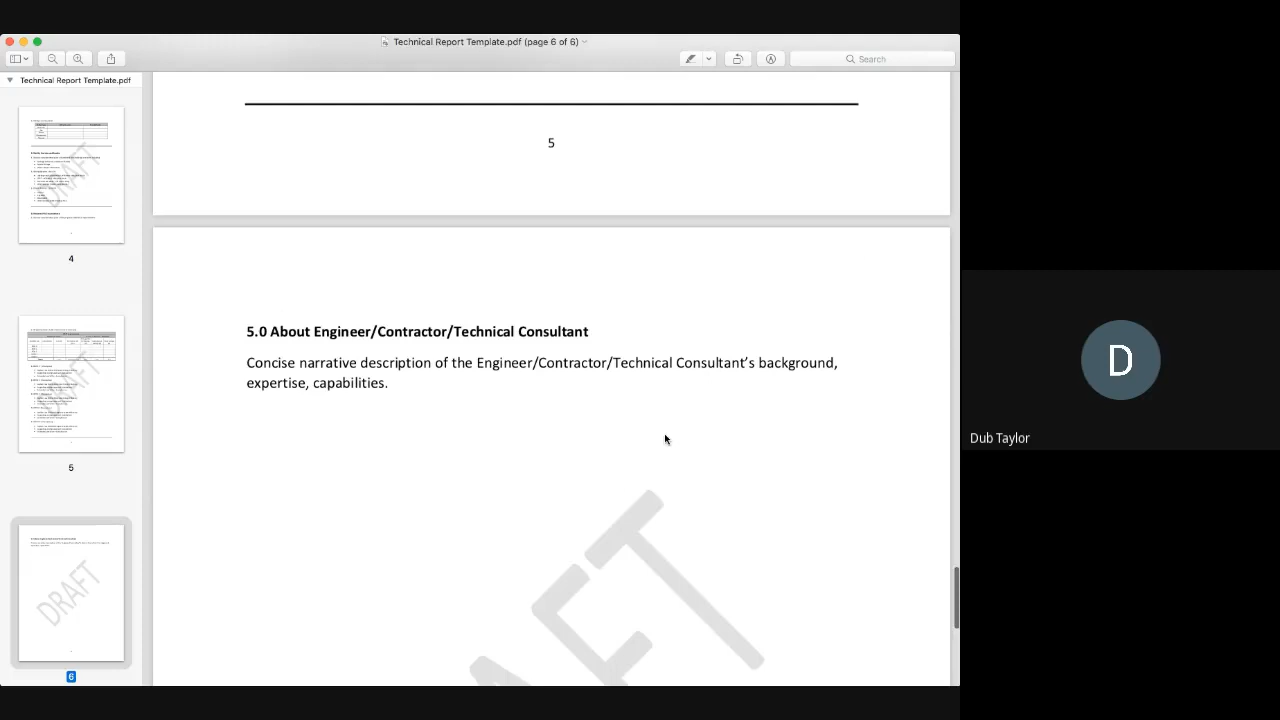 Technical Report Template.pdf (page 6 of 6)
Search
Technical Report Template.pdf
4
5
6
DRAFT
DRAFT
DRAFT
5
5.0 About Engineer/Contractor/Technical Consultant
Concise narrative description of the Engineer/Contractor/Technical Consultant's background,
expertise, capabilities.
D
Dub Taylor